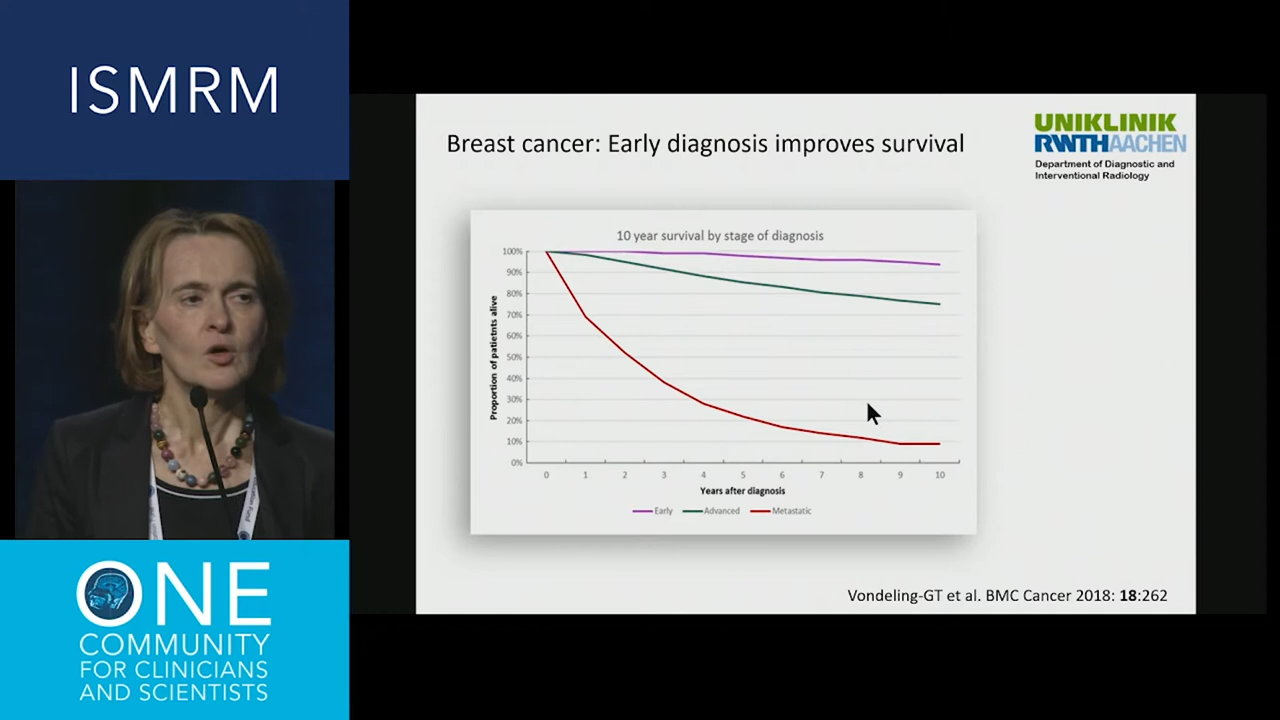 ISMRM
ONE
COMMUNITY
FOR CLINICIANS
AND SCIENTISTS
Breast cancer: Early diagnosis improves survival
UNIKLINIK
RWTHAACHEN
Department of Diagnostic and
Interventional Radiology
10 year survival by stage of diagnosis
Proportion of patietnts alive
100%
90%
80%
70%
60%
50%
40%
30%
20%
10%
0%
0 1 2 3 4 5 6 7 8 9 10
Years after diagnosis
Early Advanced Metastatic
Vondeling-GT et al. BMC Cancer 2018: 18:262